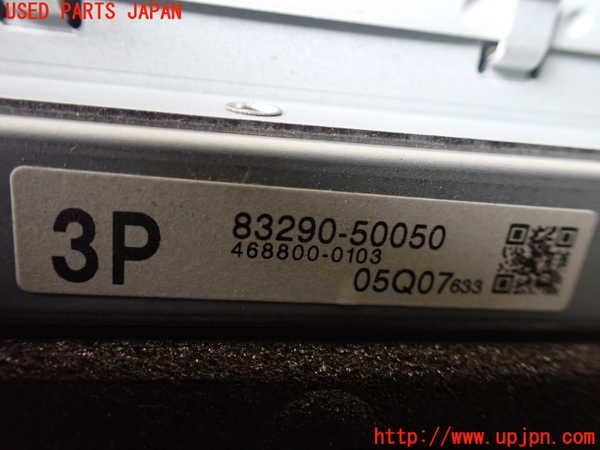 USED PARTS JAPAN
3P
83290-50050
468800-0103
05Q07633
http://www.upjpn.com/